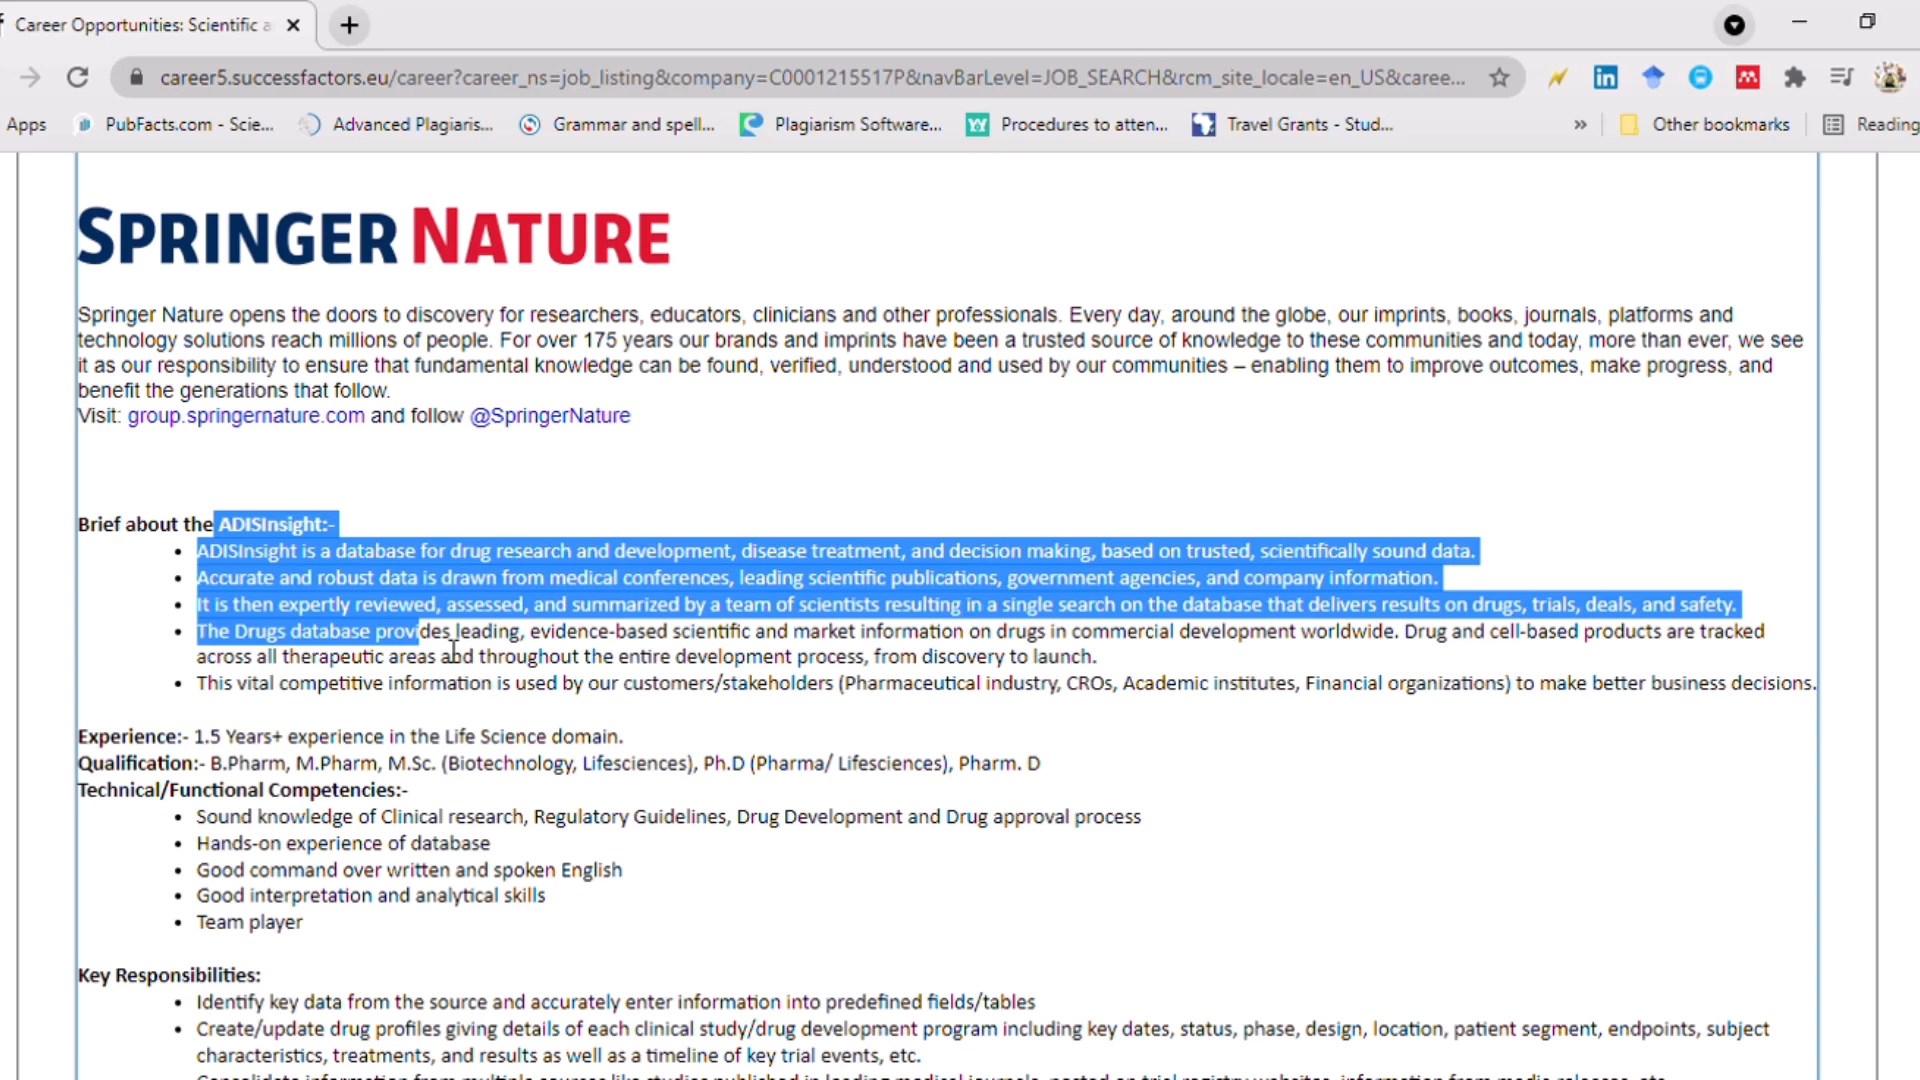 Career Opportunities: Scientific a
career5.successfactors.eu/career?career_ns=job_listing&company=C0001215517P&navBarLevel=JOB_SEARCH&rcm_site_locale=en_US&caree...
Apps PubFacts.com - Scie... Advanced Plagiaris... Grammar and spell... Plagiarism Software... Procedures to atten... Travel Grants - Stud... » Other bookmarks Reading
SPRINGER NATURE
Springer Nature opens the doors to discovery for researchers, educators, clinicians and other professionals. Every day, around the globe, our imprints, books, journals, platforms and
technology solutions reach millions of people. For over 175 years our brands and imprints have been a trusted source of knowledge to these communities and today, more than ever, we see
it as our responsibility to ensure that fundamental knowledge can be found, verified, understood and used by our communities – enabling them to improve outcomes, make progress, and
benefit the generations that follow.
Visit: group.springernature.com and follow @SpringerNature
Brief about the ADISInsight:-
• ADISInsight is a database for drug research and development, disease treatment, and decision making, based on trusted, scientifically sound data.
• Accurate and robust data is drawn from medical conferences, leading scientific publications, government agencies, and company information.
• It is then expertly reviewed, assessed, and summarized by a team of scientists resulting in a single search on the database that delivers results on drugs, trials, deals, and safety.
• The Drugs database provides leading, evidence-based scientific and market information on drugs in commercial development worldwide. Drug and cell-based products are tracked
across all therapeutic areas and throughout the entire development process, from discovery to launch.
• This vital competitive information is used by our customers/stakeholders (Pharmaceutical industry, CROs, Academic institutes, Financial organizations) to make better business decisions.
Experience:- 1.5 Years+ experience in the Life Science domain.
Qualification:- B.Pharm, M.Pharm, M.Sc. (Biotechnology, Lifesciences), Ph.D (Pharma/ Lifesciences), Pharm. D
Technical/Functional Competencies:-
• Sound knowledge of Clinical research, Regulatory Guidelines, Drug Development and Drug approval process
• Hands-on experience of database
• Good command over written and spoken English
• Good interpretation and analytical skills
• Team player
Key Responsibilities:
• Identify key data from the source and accurately enter information into predefined fields/tables
• Create/update drug profiles giving details of each clinical study/drug development program including key dates, status, phase, design, location, patient segment, endpoints, subject
characteristics, treatments, and results as well as a timeline of key trial events, etc.